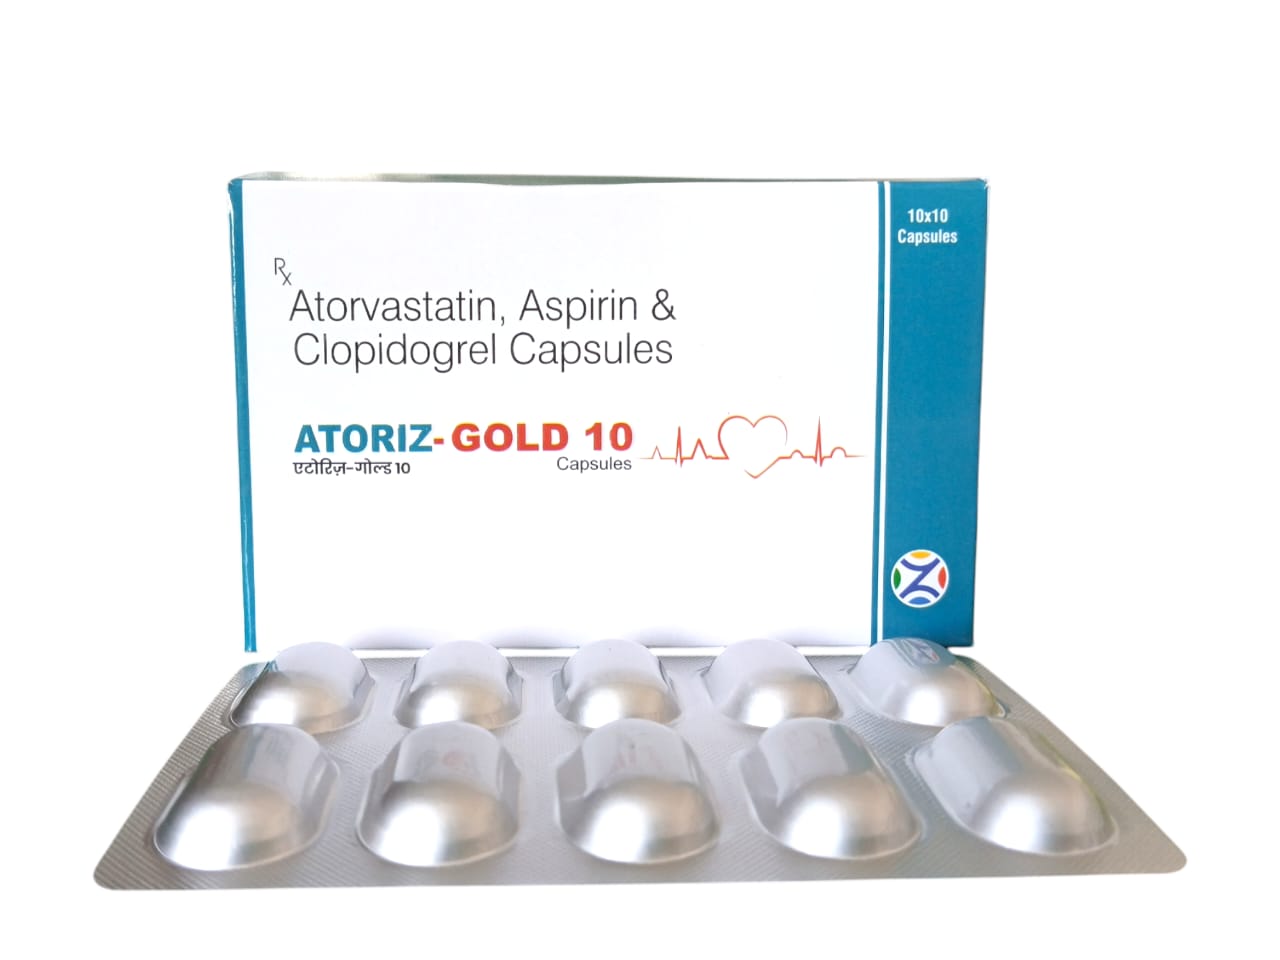 10x10
Capsules
Rx
Atorvastatin, Aspirin &
Clopidogrel Capsules
ATORIZ-GOLD 10
एटोरिज़-गोल्ड 10
Capsules
Z